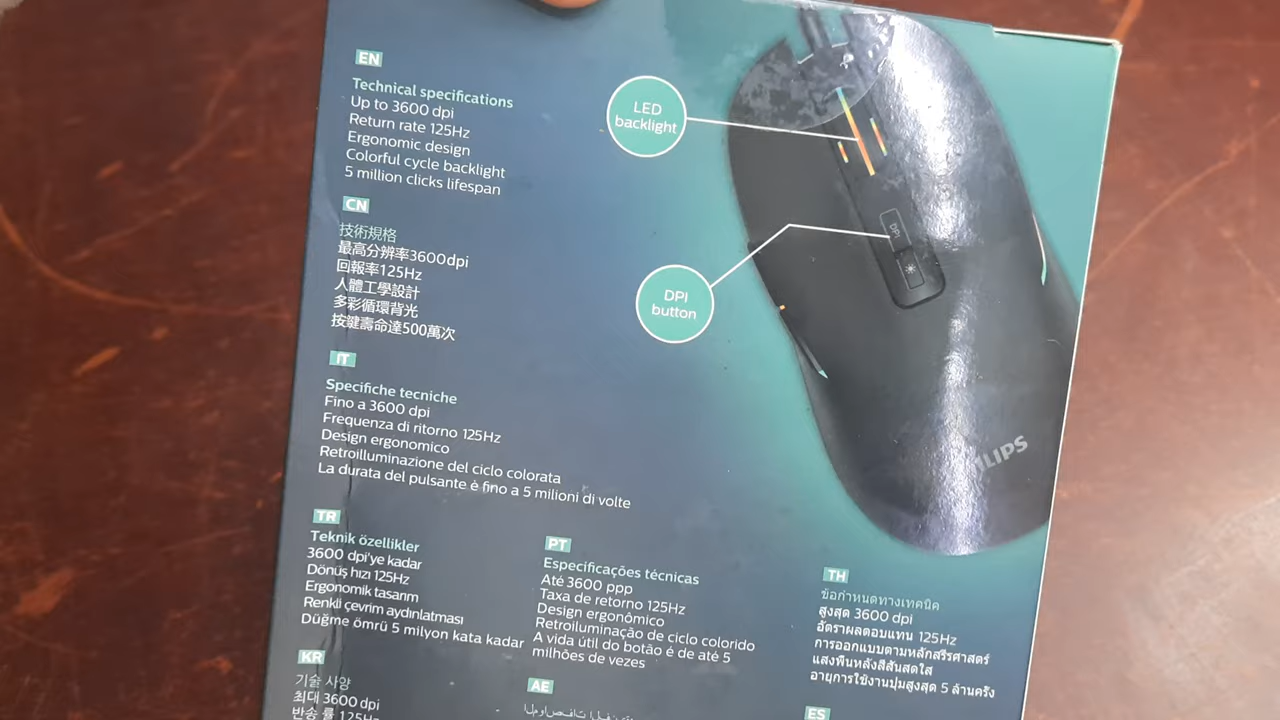 EN
Technical specifications
Up to 3600 dpi
Return rate 125Hz
Ergonomic design
Colorful cycle backlight
5 million clicks lifespan
CN
技術規格
最高分辨率3600dpi
回報率125Hz
人體工學設計
多彩循環背光
按鍵壽命達500萬次
IT
Specifiche tecniche
Fino a 3600 dpi
Frequenza di ritorno 125Hz
Design ergonomico
Retroilluminazione del ciclo colorata
La durata del pulsante è fino a 5 milioni di volte
TR
Teknik özellikler
3600 dpi'ye kadar
Dönüş hızı 125Hz
Ergonomik tasarım
Renkli çevrim aydınlatması
Düğme ömrü 5 milyon kata kadar
KR
기술 사양
최대 3600 dpi
반송 률 125Hz
PT
Especificações técnicas
Até 3600 ppp
Taxa de retorno 125Hz
Design ergonômico
Retroiluminação de ciclo colorido
A vida útil do botão é de até 5
milhões de vezes
AE
TH
ข้อกำหนดทางเทคนิค
สูงสุด 3600 dpi
อัตราผลตอบแทน 125Hz
การออกแบบตามหลักสรีรศาสตร์
แสงพื้นหลังสีสันสดใส
อายุการใช้งานปุ่มสูงสุด 5 ล้านครั้ง
ES
LED
backlight
DPI
button
DPI